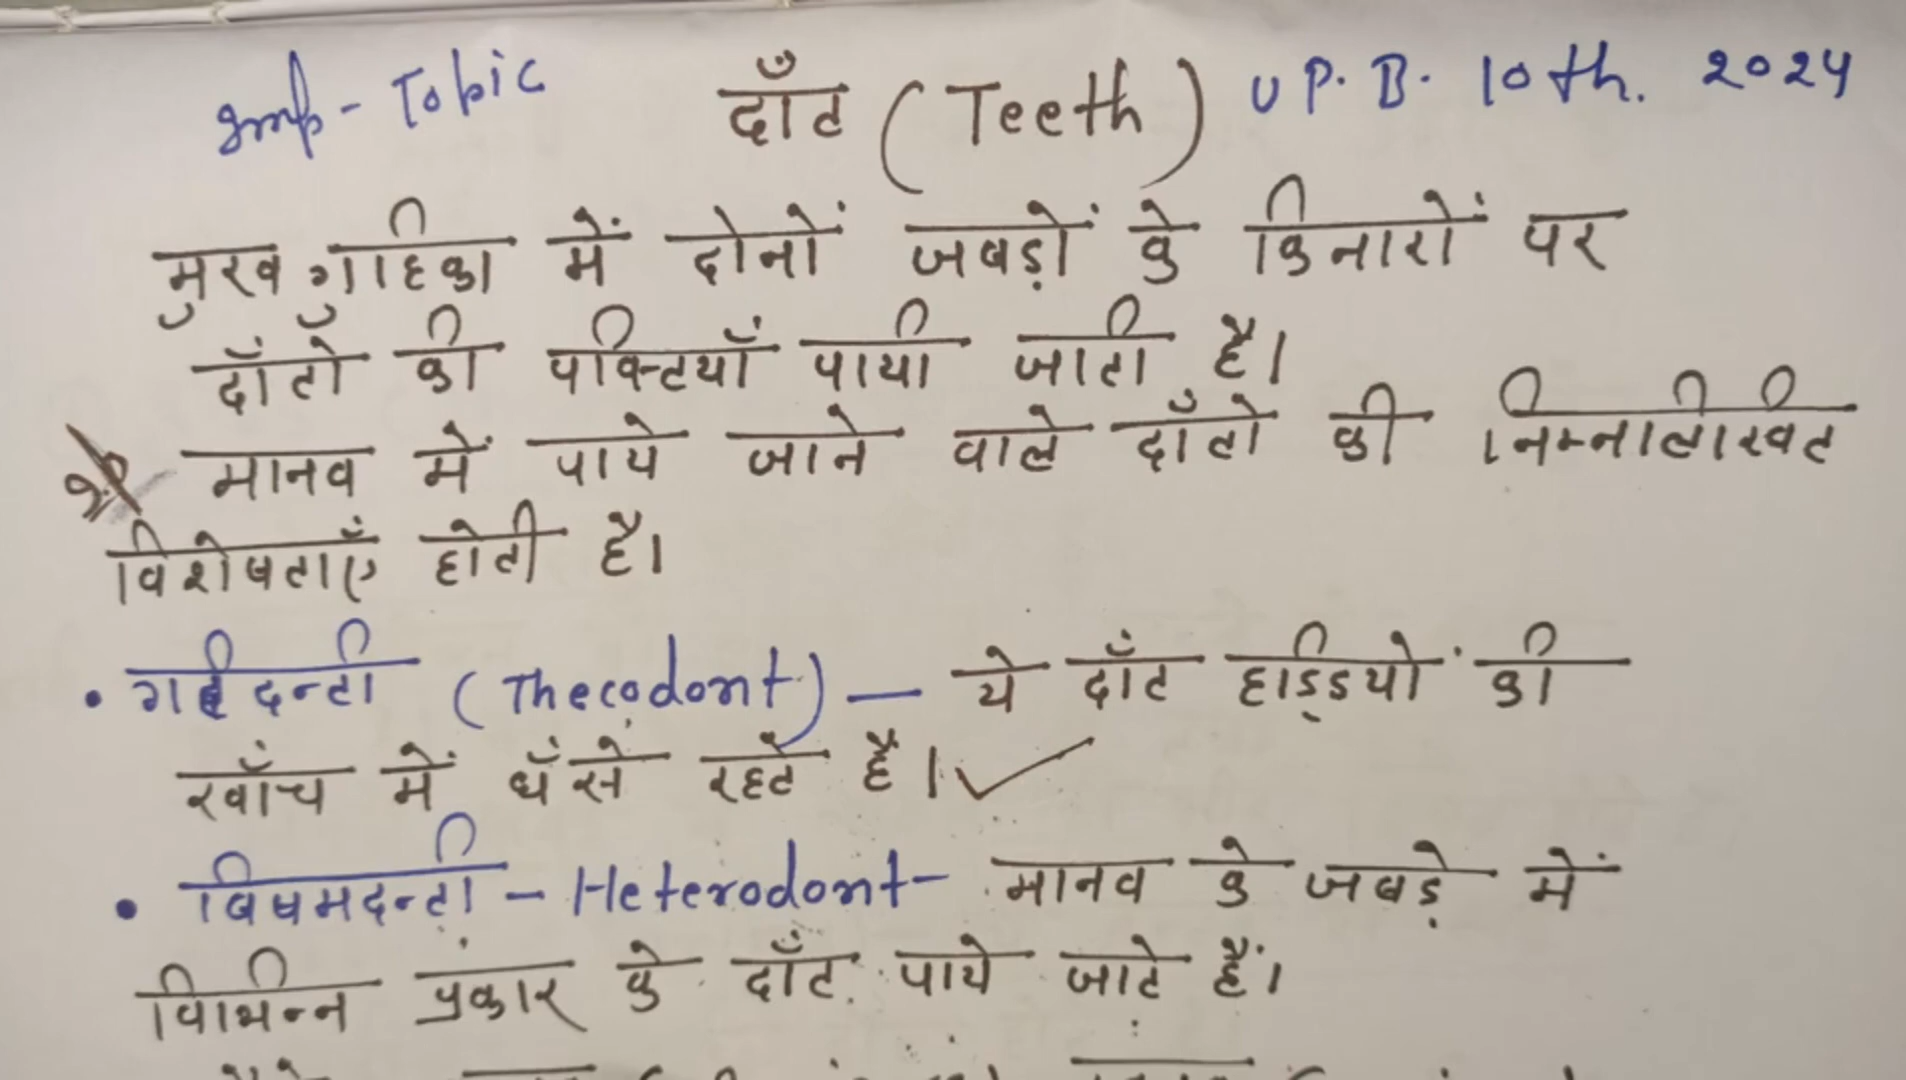 Imp - Topic दाँत (Teeth) U P. B. 10th. 2024
मुख गुहिका में दोनों जबड़ों के किनारों पर
दाँतो की पंक्तियाँ पायी जाती है।
मानव में पाये जाने वाले दाँतो की निम्नलिखित
विशेषताएँ होती है।
• गर्तदन्ती (Thecodont) — ये दाँत हड्डियों की
खाँच में धँसे रहते हैं।
• विषमदन्ती - Heterodont - मानव के जबड़े में
विभिन्न प्रकार के दाँत पाये जाते हैं।